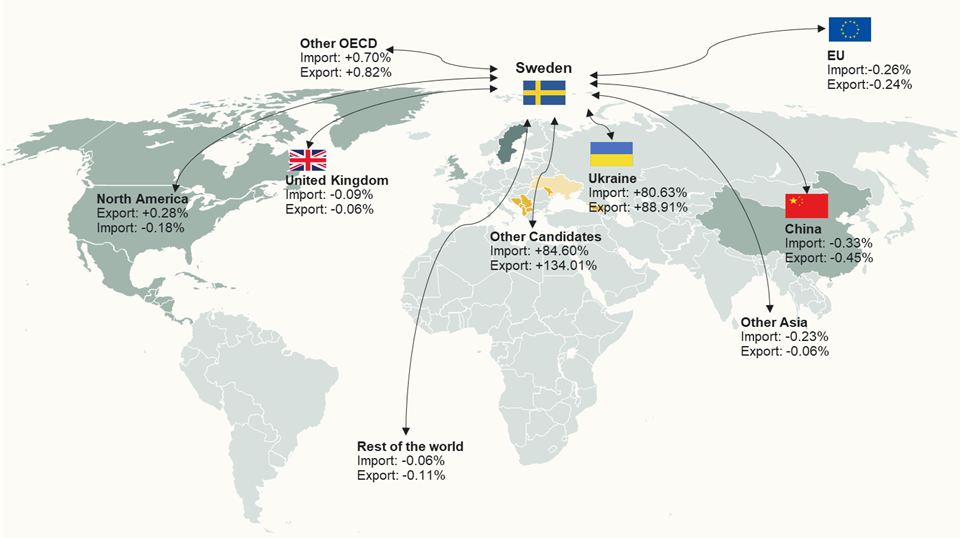 Other OECD
Import: +0.70%
Export: +0.82%
Sweden
EU
Import:-0.26%
Export:-0.24%
United Kingdom
Import: -0.09%
Export: -0.06%
North America
Export: +0.28%
Import: -0.18%
Ukraine
Import: +80.63%
Export: +88.91%
Other Candidates
Import: +84.60%
Export: +134.01%
China
Import: -0.33%
Export: -0.45%
Other Asia
Import: -0.23%
Export: -0.06%
Rest of the world
Import: -0.06%
Export: -0.11%